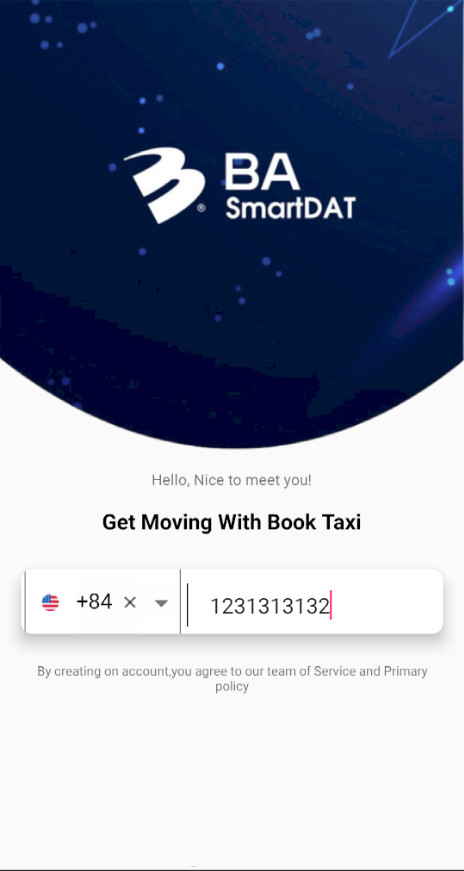 BA
SmartDAT
®
Hello, Nice to meet you!
Get Moving With Book Taxi
+84
1231313132
By creating on account,you agree to our team of Service and Primary
policy